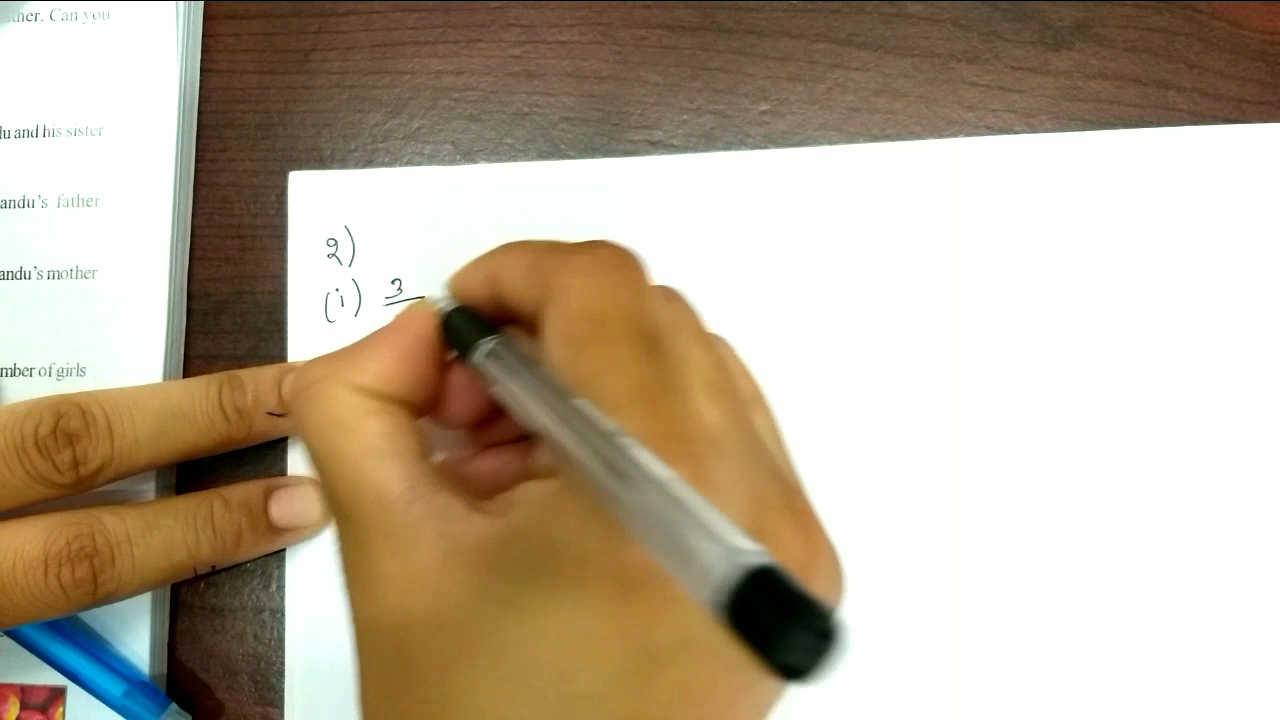 ther. Can you
du and his sister
andu's father
andu's mother
mber of girls
2)
(i) 3